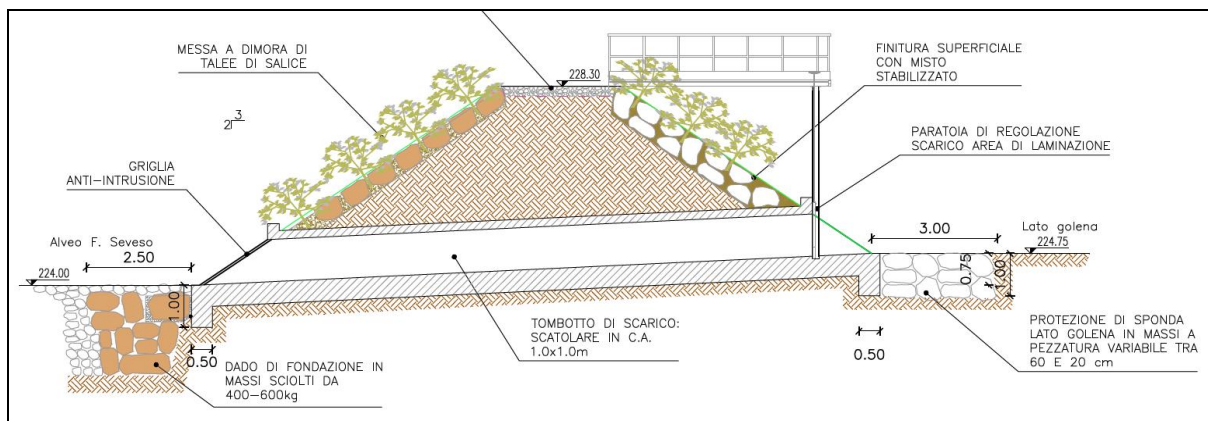 MESSA A DIMORA DI
TALEE DI SALICE
228.30
FINITURA SUPERFICIALE
CON MISTO
STABILIZZATO
3
2
GRIGLIA
ANTI-INTRUSIONE
PARATOIA DI REGOLAZIONE
SCARICO AREA DI LAMINAZIONE
Alveo F. Seveso
2.50
224.00
3.00
Lato golena
224.75
0.75
1.00
1.00
0.50
DADO DI FONDAZIONE IN
MASSI SCIOLTI DA
400-600kg
TOMBOTTO DI SCARICO:
SCATOLARE IN C.A.
1.0x1.0m
0.50
PROTEZIONE DI SPONDA
LATO GOLENA IN MASSI A
PEZZATURA VARIABILE TRA
60 E 20 cm